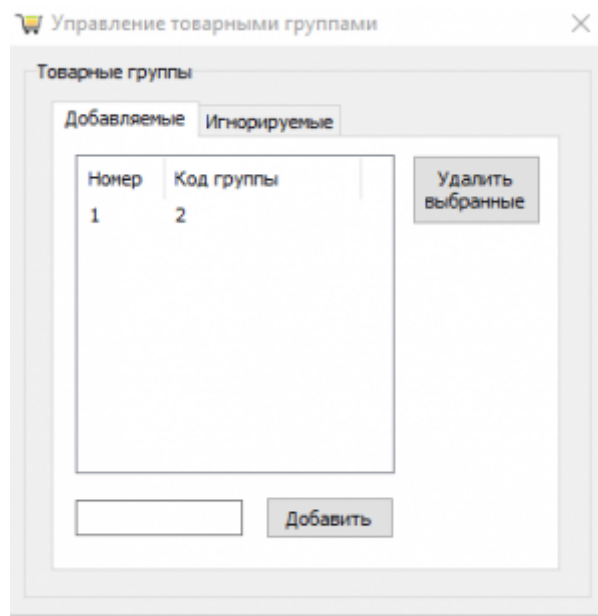 Управление товарными группами
Товарные группы
Добавляемые Игнорируемые
Номер Код группы
1 2
Удалить
выбранные
Добавить